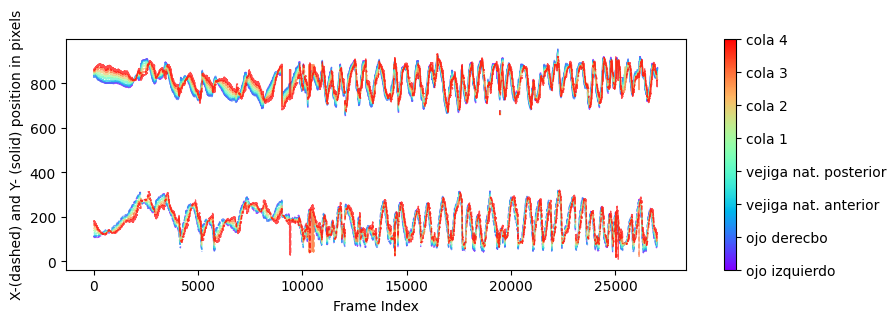 X-(dashed) and Y- (solid) position in pixels
800
600
400
200
0
0
5000
10000
15000
20000
25000
Frame Index
cola 4
cola 3
cola 2
cola 1
vejiga nat. posterior
vejiga nat. anterior
ojo derecbo
ojo izquierdo